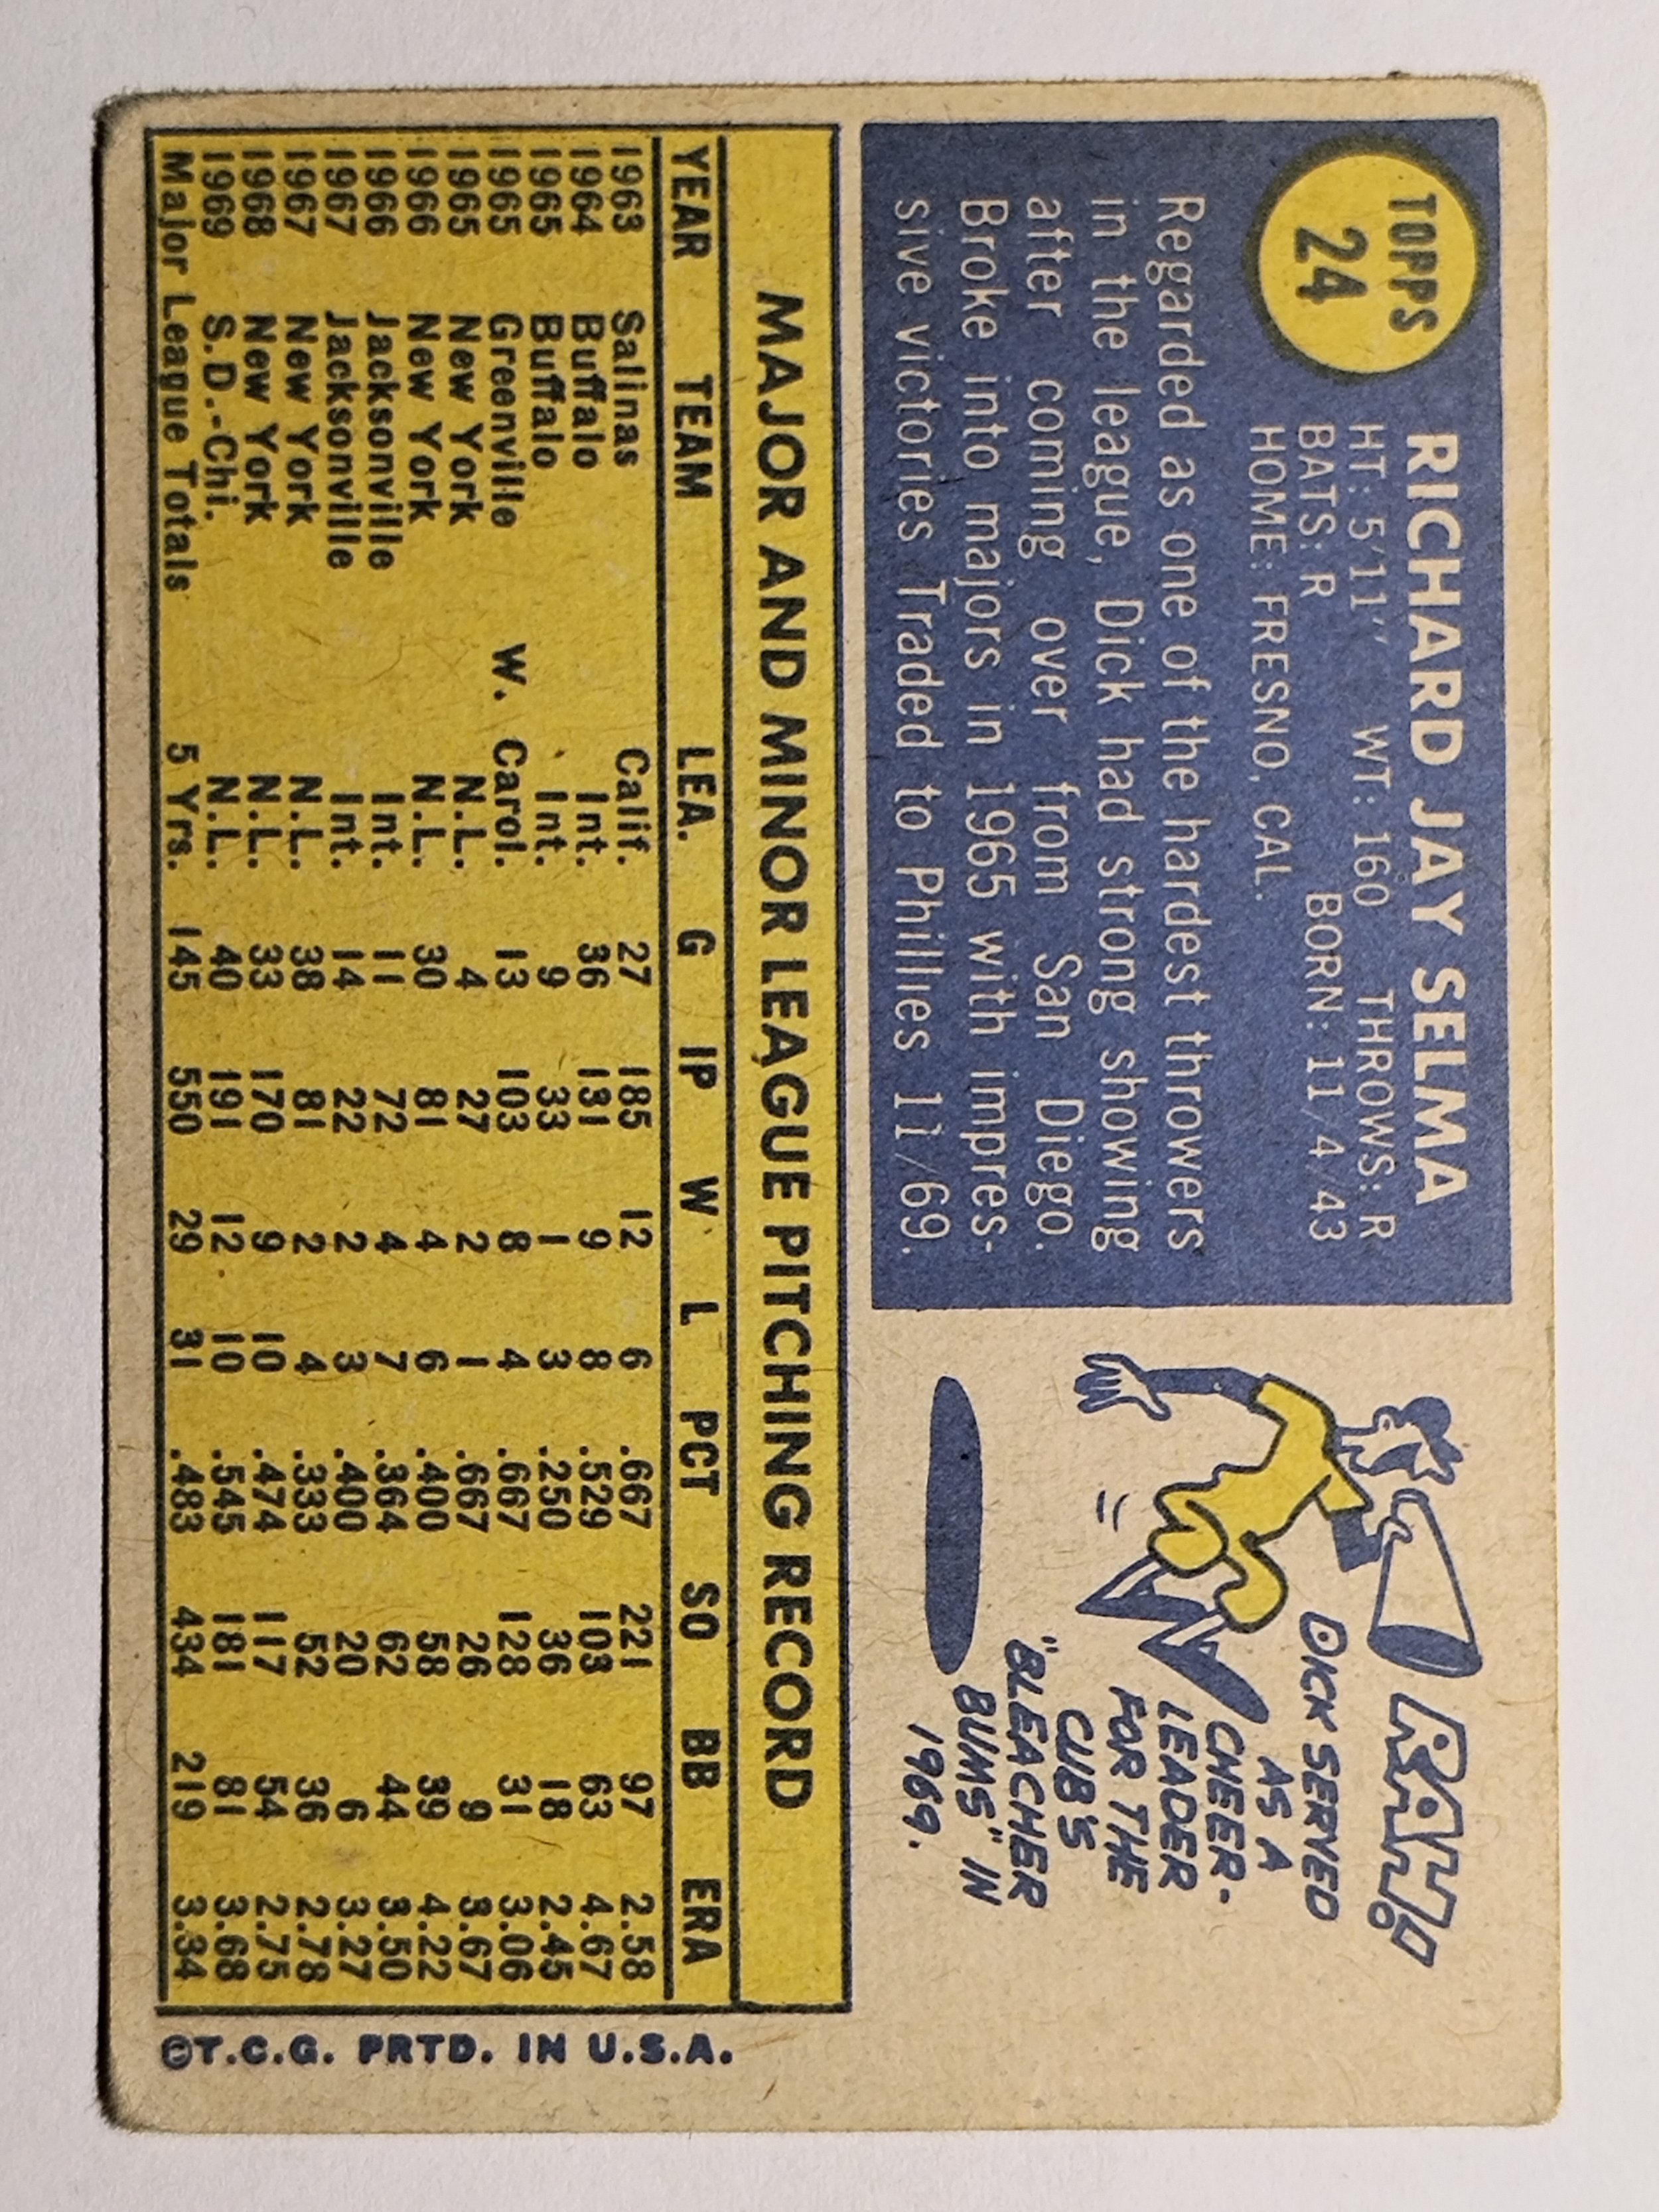 TOPPS
24
RICHARD JAY SELMA
HT: 5'11" WT: 160 THROWS: R
BATS: R BORN: 11/4/43
HOME: FRESNO, CAL.
Regarded as one of the hardest throwers
in the league, Dick had strong showing
after coming over from San Diego.
Broke into majors in 1965 with impres-
sive victories Traded to Phillies 11/69.
RAH!
DICK SERVED
AS A
CHEER-
LEADER
FOR THE
CUB'S
"BLEACHER
BUMS" IN
1969.
MAJOR AND MINOR LEAGUE PITCHING RECORD
YEAR TEAM LEA. G IP W L PCT SO BB ERA
1963 Salinas Calif. 27 185 12 6 .667 221 97 2.58
1964 Buffalo Int. 36 131 9 8 .529 103 63 4.67
1965 Buffalo Int. 9 33 1 3 .250 36 18 2.45
1965 Greenville W. Carol. 13 103 8 4 .667 128 31 3.06
1965 New York N.L. 4 27 2 1 .667 26 9 3.67
1966 New York N.L. 30 81 4 6 .400 58 39 4.22
1966 Jacksonville Int. 11 72 4 7 .364 62 44 3.50
1967 Jacksonville Int. 14 22 2 3 .400 20 6 3.27
1967 New York N.L. 38 81 2 4 .333 52 36 2.78
1968 New York N.L. 33 170 9 10 .474 117 54 2.75
1969 S.D.-Chi. N.L. 40 191 12 10 .545 181 81 3.68
Major League Totals 5 Yrs. 145 550 29 31 .483 434 219 3.34
©T.C.G. PRTD. IN U.S.A.